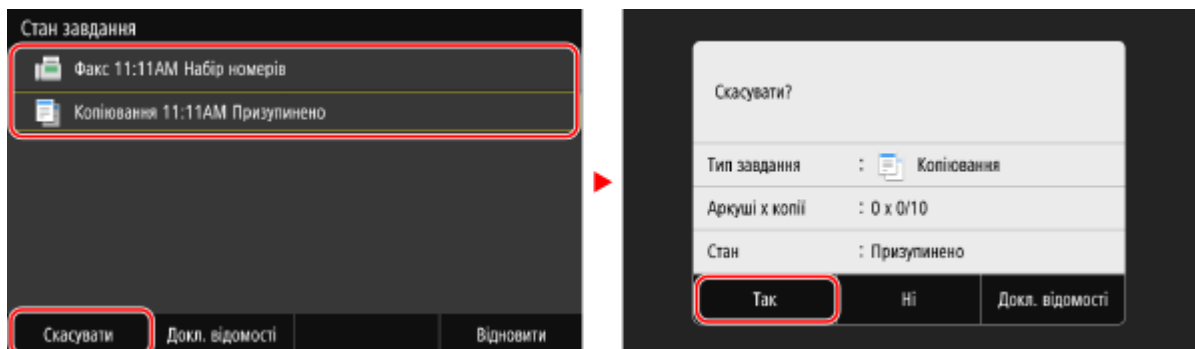 Стан завдання
Факс 11:11AM Набір номерів
Копіювання 11:11AM Призупинено
Скасувати Докл. відомості Відновити
Скасувати?
Тип завдання : Копіювання
Аркуші x копії : 0 x 0/10
Стан : Призупинено
Так Ні Докл. відомості